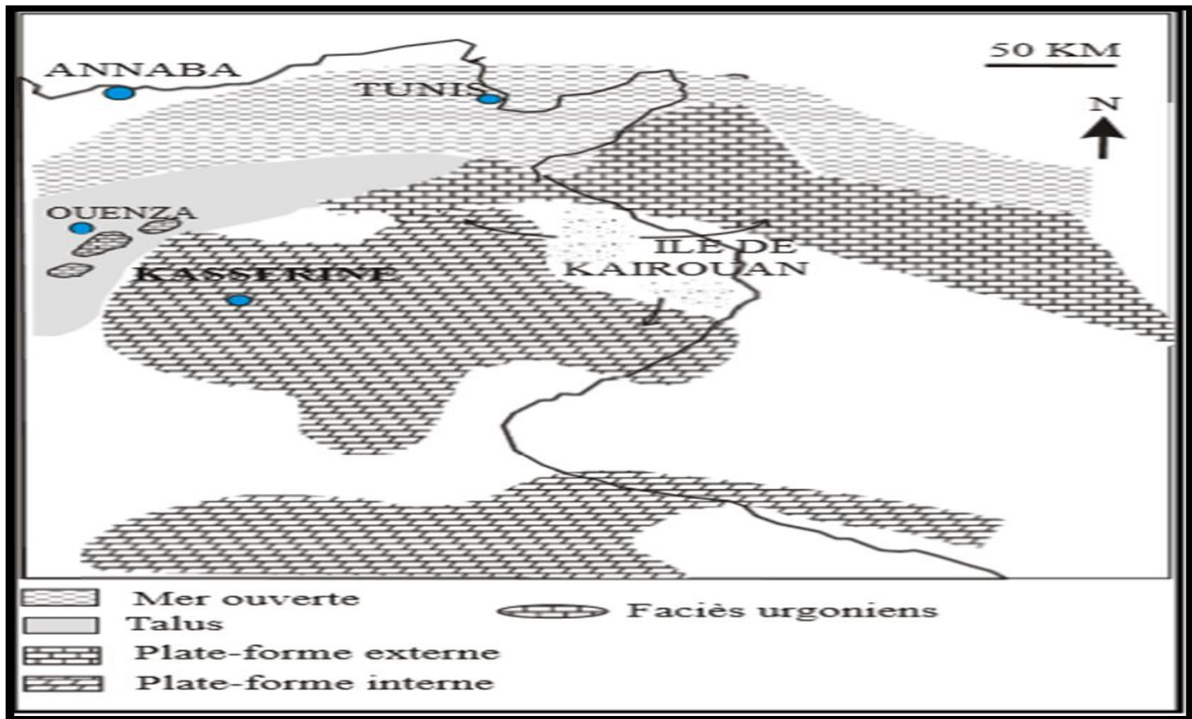 50 KM
ANNABA
TUNIS
N
OUENZA
ILE DE
KAIROUAN
KASSERINE
Mer ouverte
Faciès urgoniens
Talus
Plate-forme externe
Plate-forme interne